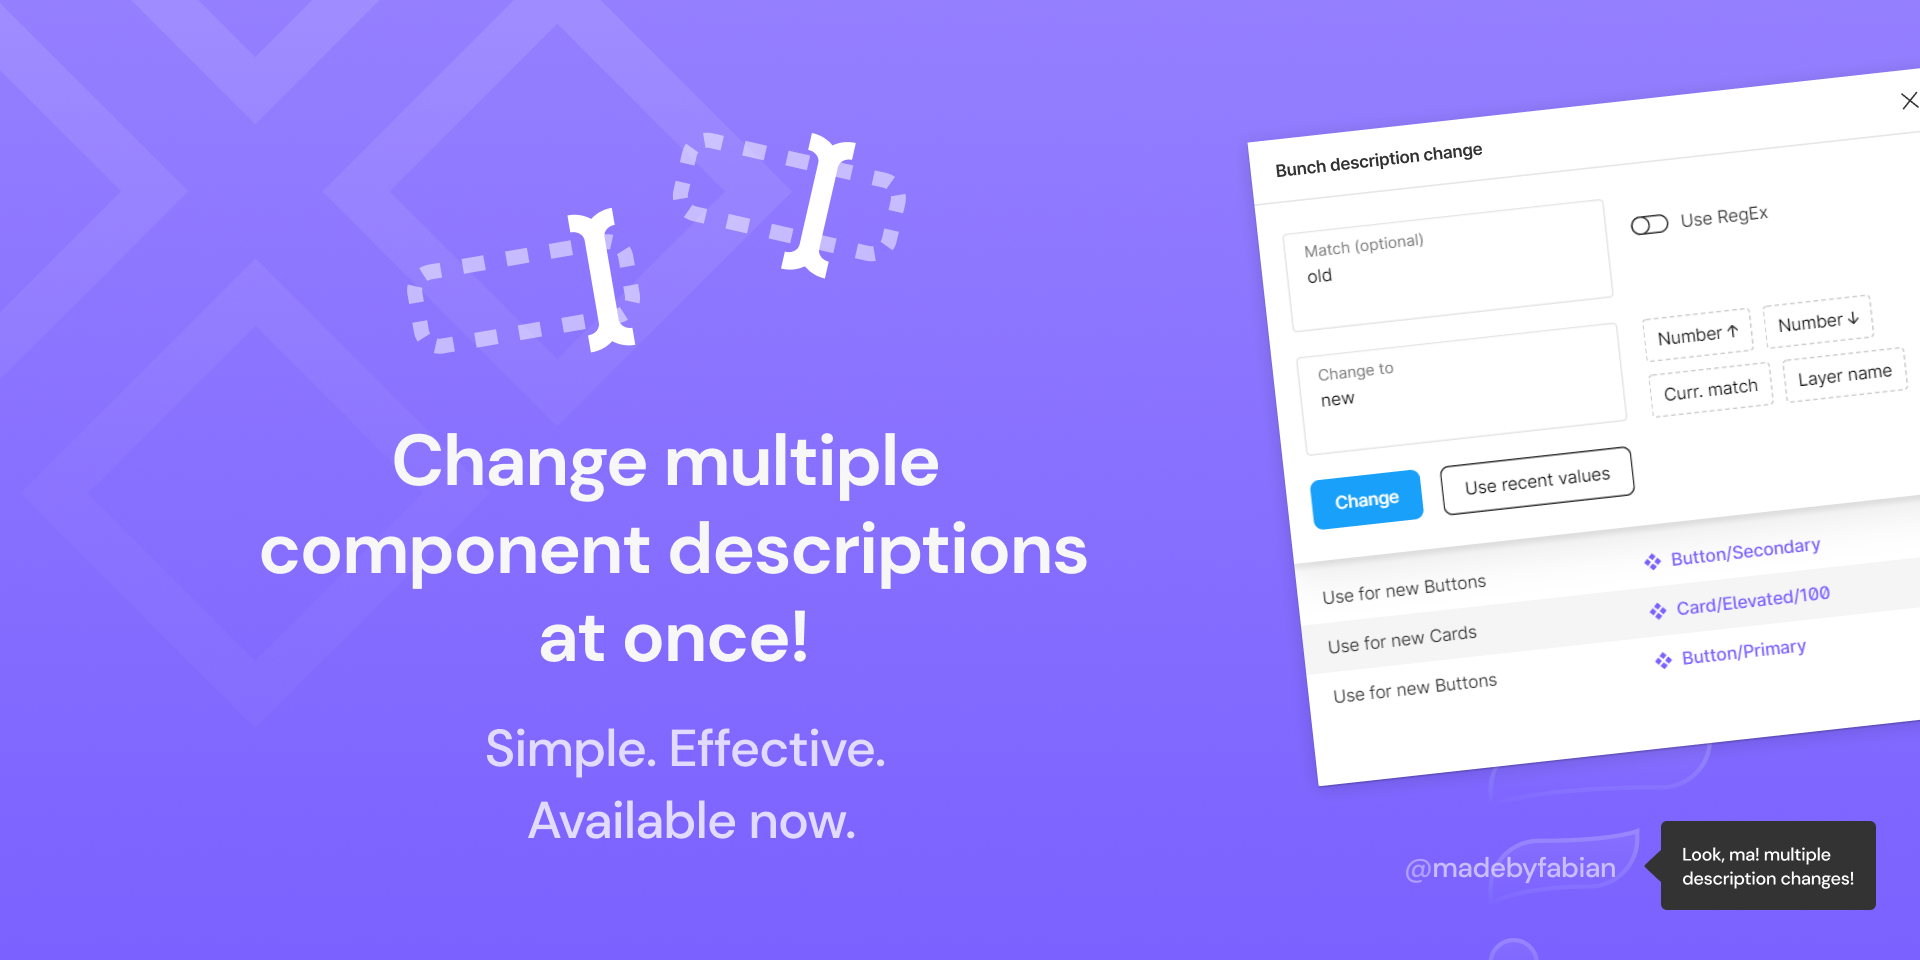 Change multiple
component descriptions
at once!
Simple. Effective.
Available now.
Bunch description change
Match (optional)
old
Use RegEx
Change to
new
Number ↑
Number ↓
Curr. match
Layer name
Change
Use recent values
Use for new Buttons
Button/Secondary
Use for new Cards
Card/Elevated/100
Use for new Buttons
Button/Primary
@madebyfabian
Look, ma! multiple
description changes!